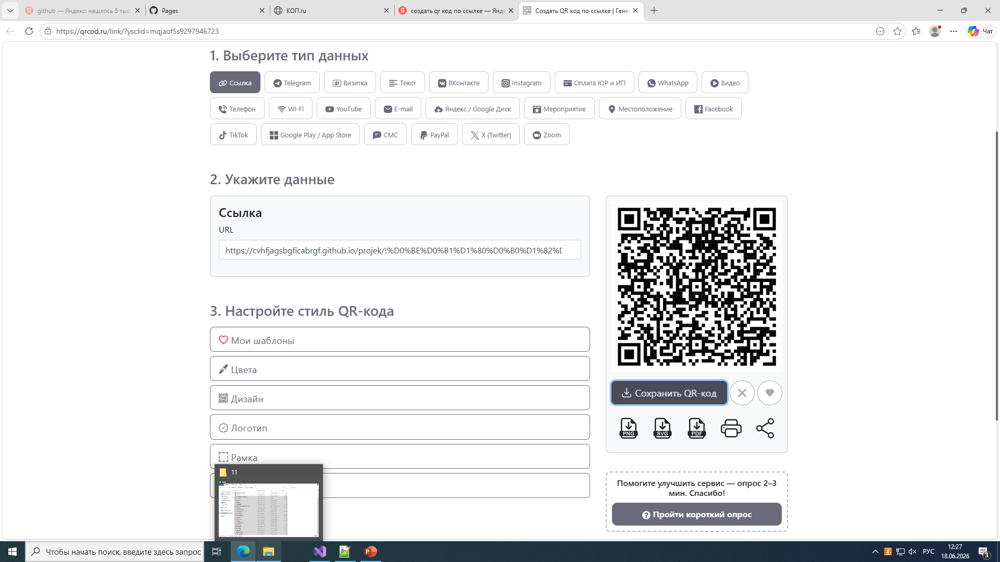 github — Яндекс: нашлось 5 тыс.
Pages
КОП.ru
создать qr код по ссылке — Янде
Создать QR код по ссылке | Гене
https://qrcod.ru/link/?ysclid=mqjaof5s9297946723
Чат
1. Выберите тип данных
Ссылка
Telegram
Визитка
Текст
ВКонтакте
Instagram
Оплата ЮР и ИП
WhatsApp
Видео
Телефон
WI-FI
YouTube
E-mail
Яндекс / Google Диск
Мероприятие
Местоположение
Facebook
TikTok
Google Play / App Store
СМС
PayPal
X (Twitter)
Zoom
2. Укажите данные
Ссылка
URL
https://cvhfjagsbgficabrgf.github.io/projek/!%D0%BE%D0%B1%D1%80%D0%B0%D1%82%D
3. Настройте стиль QR-кода
Мои шаблоны
Цвета
Дизайн
Логотип
Рамка
Сохранить QR-код
PNG
SVG
PDF
Помогите улучшить сервис — опрос 2–3
мин. Спасибо!
Пройти короткий опрос
11
Чтобы начать поиск, введите здесь запрос
РУС
12:27
18.06.2026
3